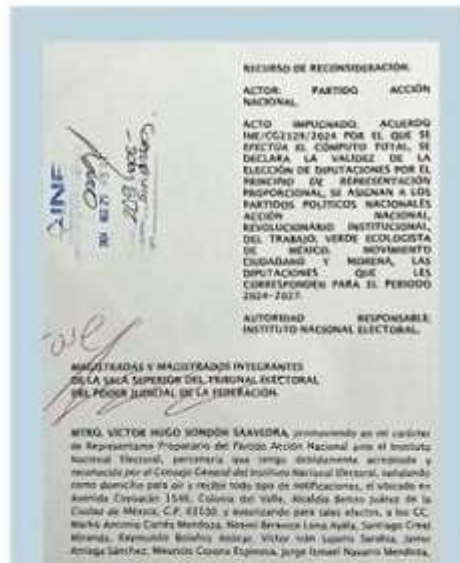 RECURSO DE RECONSIDERACIÓN.
ACTOR: PARTIDO ACCIÓN
NACIONAL.
ACTO IMPUGNADO: ACUERDO
INE/CG2129/2024 POR EL QUE SE
EFECTÚA EL CÓMPUTO TOTAL, SE
DECLARA LA VALIDEZ DE LA
ELECCIÓN DE DIPUTACIONES POR EL
PRINCIPIO DE REPRESENTACIÓN
PROPORCIONAL, SE ASIGNAN A LOS
PARTIDOS POLÍTICOS NACIONALES
ACCIÓN NACIONAL,
REVOLUCIONARIO INSTITUCIONAL,
DEL TRABAJO, VERDE ECOLOGISTA
DE MÉXICO, MOVIMIENTO
CIUDADANO Y MORENA, LAS
DIPUTACIONES QUE LES
CORRESPONDEN PARA EL PERIODO
2024-2027.
AUTORIDAD RESPONSABLE:
INSTITUTO NACIONAL ELECTORAL.
INE
MAGISTRADAS Y MAGISTRADOS INTEGRANTES
DE LA SALA SUPERIOR DEL TRIBUNAL ELECTORAL
DEL PODER JUDICIAL DE LA FEDERACIÓN.
MTRO. VÍCTOR HUGO SONDÓN SAAVEDRA, promoviendo en mi carácter
de Representante Propietario del Partido Acción Nacional ante el Instituto
Nacional Electoral, personería que tengo debidamente acreditada y
reconocida por el Consejo General del Instituto Nacional Electoral, señalando
como domicilio para oír y recibir todo tipo de notificaciones, el ubicado en
Avenida Coyoacán 1546, Colonia del Valle, Alcaldía Benito Juárez de la
Ciudad de México, C.P. 03100, y autorizando para tales efectos, a los CC.
Marko Antonio Cortés Mendoza, Noemí Berenice Luna Ayala, Santiago Creel
Miranda, Raymundo Bolaños Azócar, Víctor Iván Lujano Sarabia, Javier
Arriaga Sánchez, Mauricio Corona Espinosa, Jorge Ismael Navarro Mendoza,